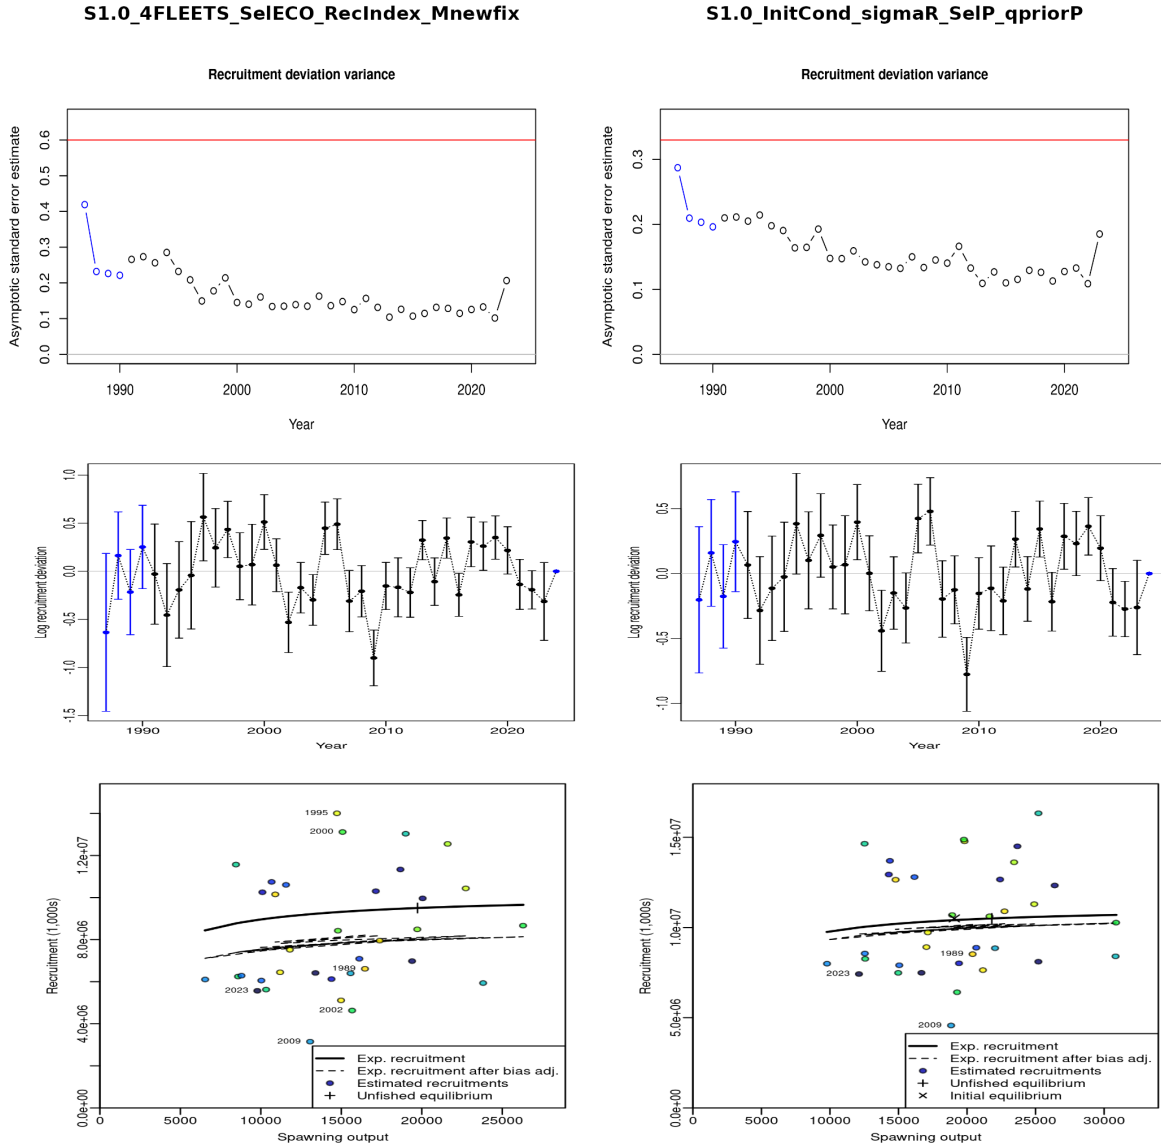 S1.0_4FLEETS_SelECO_RecIndex_Mnewfix
S1.0_InitCond_sigmaR_SelP_qpriorP
Recruitment deviation variance
Asymptotic standard error estimate
0.6
0.5
0.4
0.3
0.2
0.1
0.0
1990 2000 2010 2020
Year
Recruitment deviation variance
Asymptotic standard error estimate
0.3
0.2
0.1
0.0
1990 2000 2010 2020
Year
Log recruitment deviation
1.0
0.5
0.0
-0.5
-1.0
-1.5
1990 2000 2010 2020
Year
Log recruitment deviation
0.5
0.0
-0.5
-1.0
1990 2000 2010 2020
Year
Recruitment (1,000s)
1.2e+07
8.0e+06
4.0e+06
0.0e+00
1995
2000
1989
2023
2002
2009
Exp. recruitment
Exp. recruitment after bias adj.
Estimated recruitments
Unfished equilibrium
0 5000 10000 15000 20000 25000
Spawning output
Recruitment (1,000s)
1.5e+07
1.0e+07
5.0e+06
0.0e+00
1989
2023
2009
Exp. recruitment
Exp. recruitment after bias adj.
Estimated recruitments
Unfished equilibrium
Initial equilibrium
0 5000 10000 15000 20000 25000 30000
Spawning output